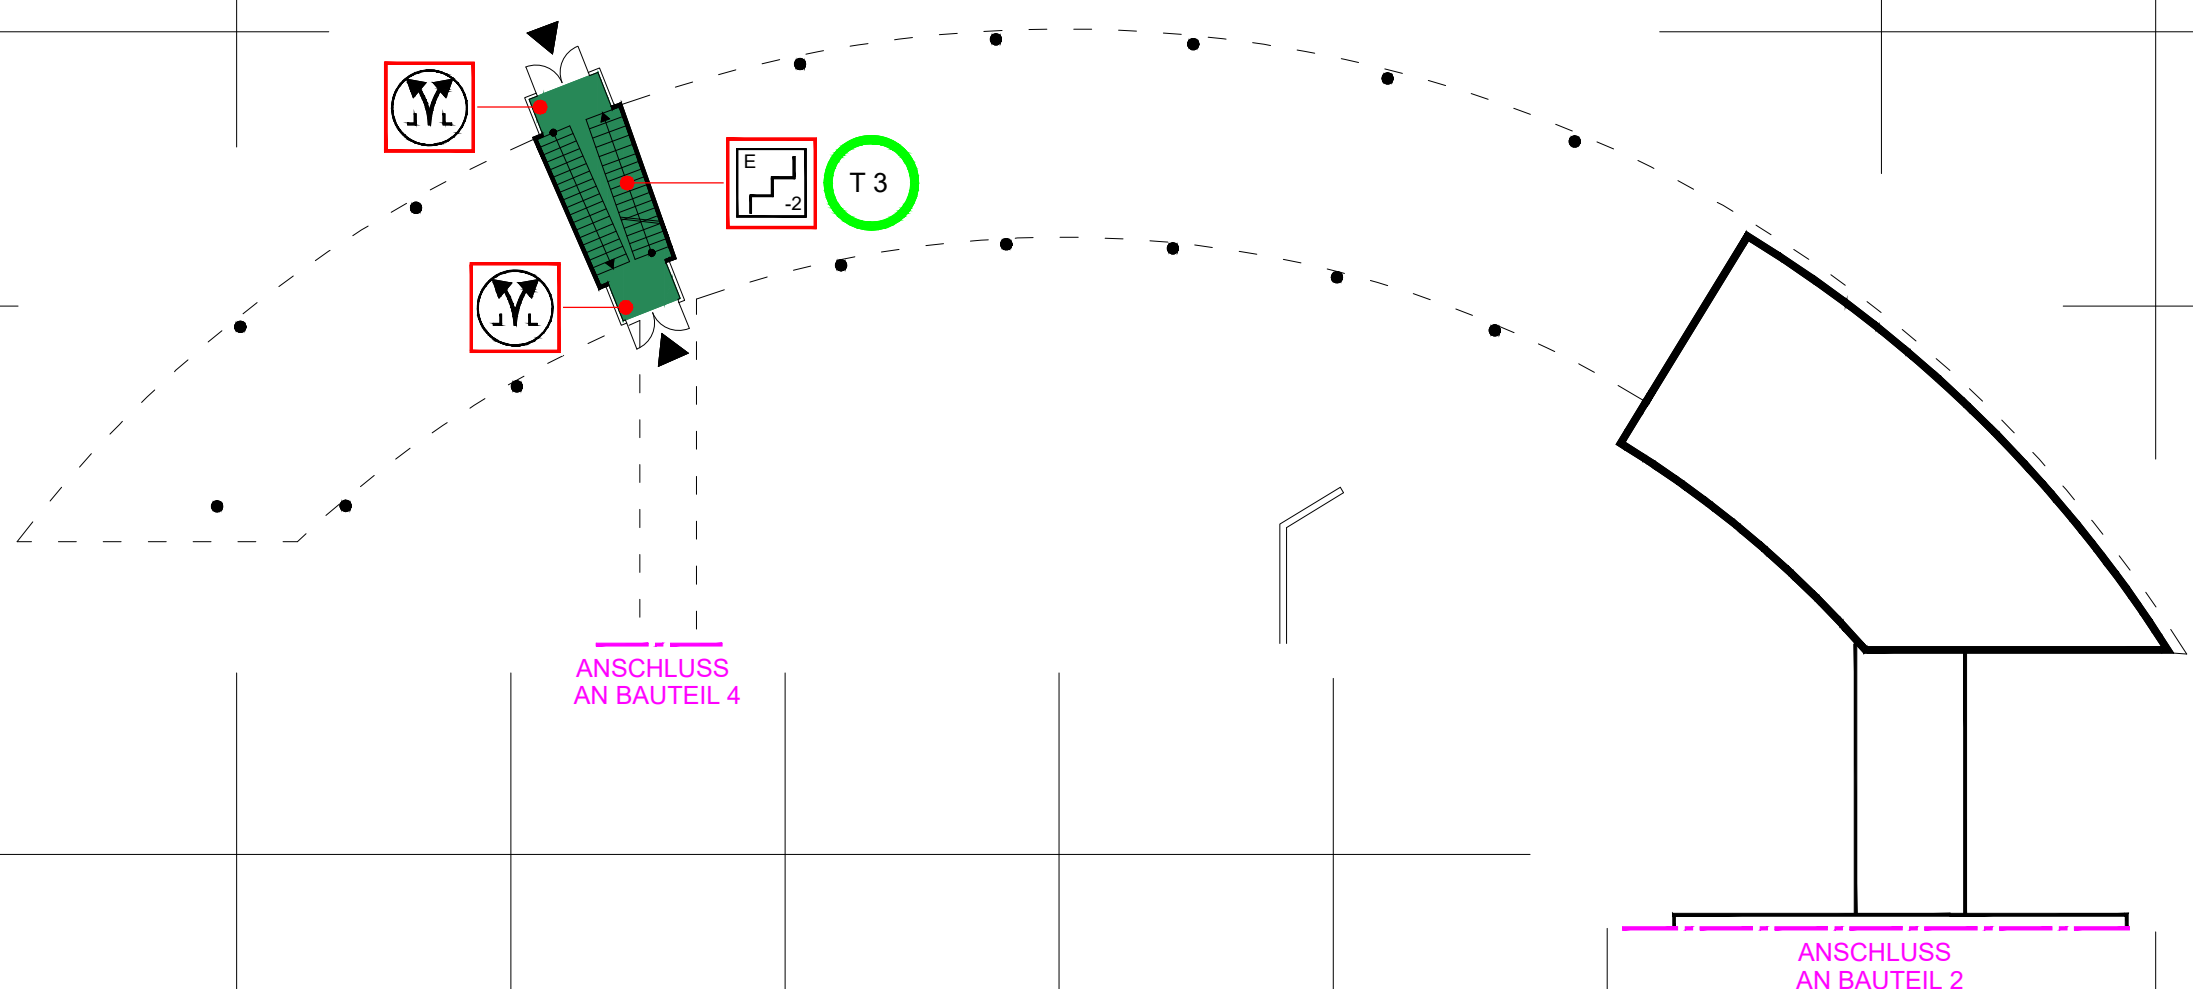 E
-2
T 3
ANSCHLUSS
AN BAUTEIL 4
ANSCHLUSS
AN BAUTEIL 2